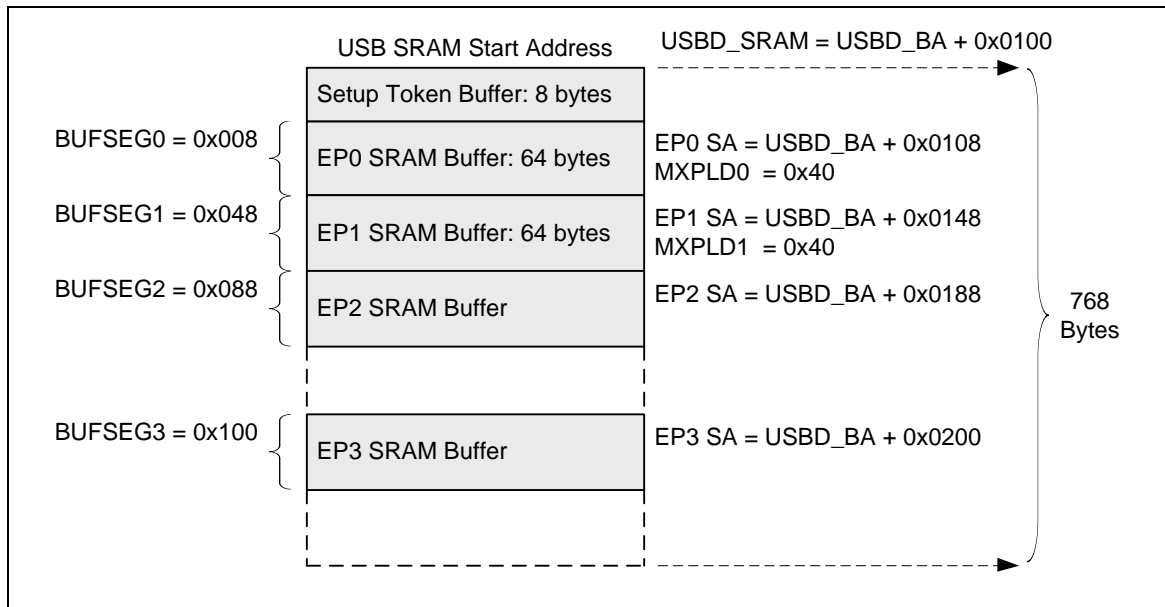 USB SRAM Start Address
USBD_SRAM = USBD_BA + 0x0100
Setup Token Buffer: 8 bytes
BUFSEG0 = 0x008
EP0 SRAM Buffer: 64 bytes
EP0 SA = USBD_BA + 0x0108
MXPLD0 = 0x40
BUFSEG1 = 0x048
EP1 SRAM Buffer: 64 bytes
EP1 SA = USBD_BA + 0x0148
MXPLD1 = 0x40
BUFSEG2 = 0x088
EP2 SRAM Buffer
EP2 SA = USBD_BA + 0x0188
768
Bytes
BUFSEG3 = 0x100
EP3 SRAM Buffer
EP3 SA = USBD_BA + 0x0200